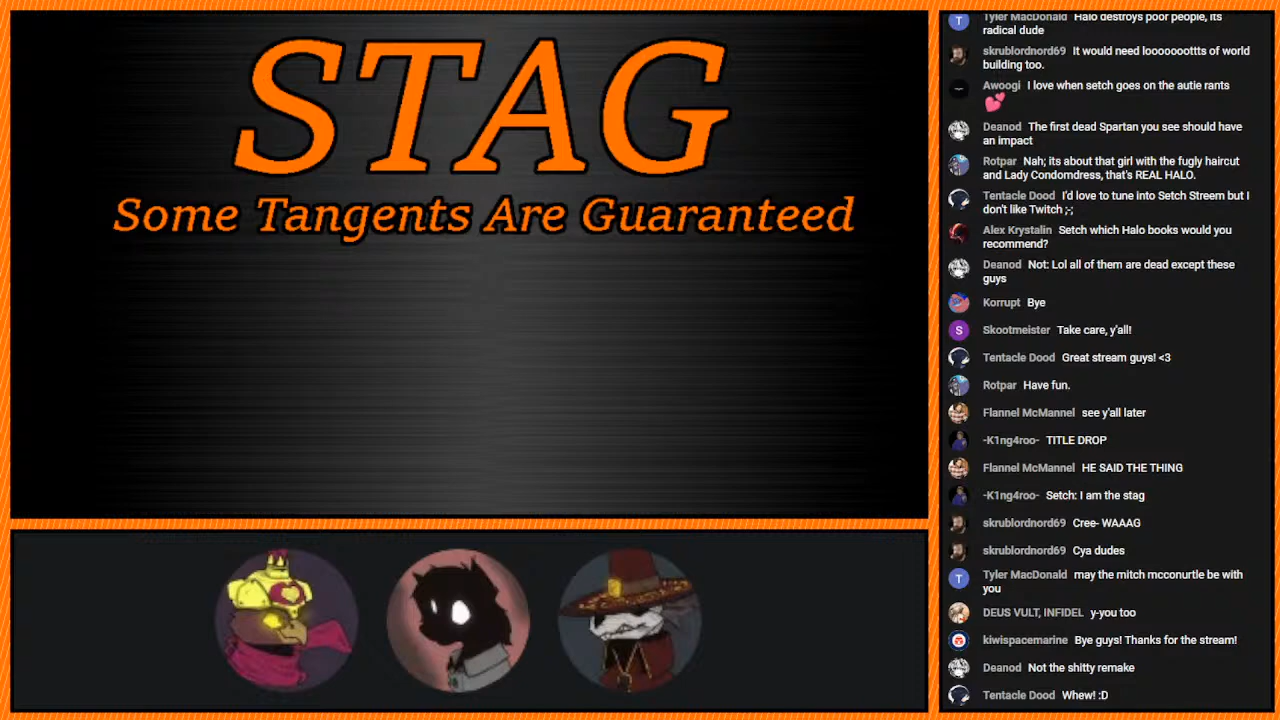 STAG
Some Tangents Are Guaranteed
T
Tyler MacDonald Halo destroys poor people, its
radical dude
skrublordnord69 It would need looooooottts of world
building too.
Awoogi I love when setch goes on the autie rants
💕
Deanod The first dead Spartan you see should have
an impact
Rotpar Nah; its about that girl with the fugly haircut
and Lady Condomdress, that's REAL HALO.
Tentacle Dood I'd love to tune into Setch Streem but I
don't like Twitch ;-;
Alex Krystalin Setch which Halo books would you
recommend?
Deanod Not: Lol all of them are dead except these
guys
Korrupt Bye
S
Skootmeister Take care, y'all!
Tentacle Dood Great stream guys! <3
Rotpar Have fun.
Flannel McMannel see y'all later
-K1ng4roo- TITLE DROP
Flannel McMannel HE SAID THE THING
-K1ng4roo- Setch: I am the stag
skrublordnord69 Cree- WAAAG
skrublordnord69 Cya dudes
T
Tyler MacDonald may the mitch mcconurtle be with
you
DEUS VULT, INFIDEL y-you too
kiwispacemarine Bye guys! Thanks for the stream!
Deanod Not the shitty remake
Tentacle Dood Whew! :D